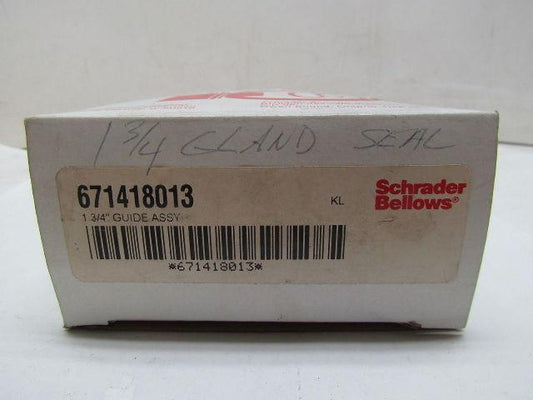 1 3/4 GLAND SEAL
671418013
KL
Schrader
Bellows®
1 3/4" GUIDE ASSY
*671418013*